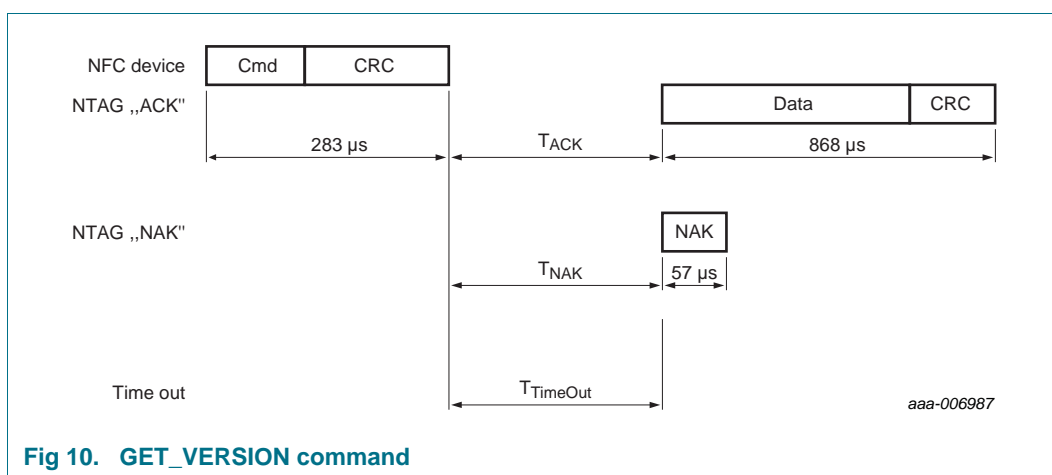 NFC device Cmd CRC
NTAG ,,ACK" Data CRC
283 µs TACK 868 µs
NTAG ,,NAK" NAK
TNAK 57 µs
Time out TTimeOut
aaa-006987
Fig 10. GET_VERSION command